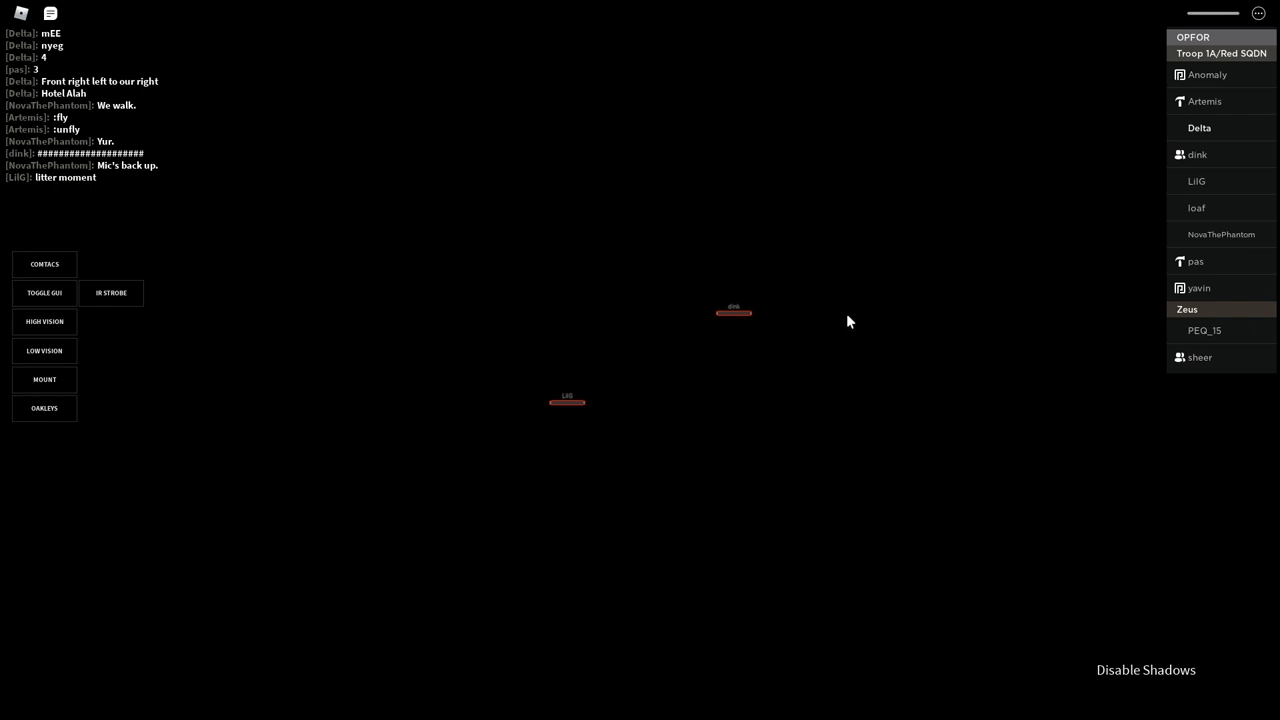 [Delta]: mEE
[Delta]: nyeg
[Delta]: 4
[pas]: 3
[Delta]: Front right left to our right
[Delta]: Hotel Alah
[NovaThePhantom]: We walk.
[Artemis]: :fly
[Artemis]: :unfly
[NovaThePhantom]: Yur.
[dink]: ####################
[NovaThePhantom]: Mic's back up.
[LilG]: litter moment
COMTACS
TOGGLE GUI
IR STROBE
HIGH VISION
LOW VISION
MOUNT
OAKLEYS
dink
LilG
OPFOR
Troop 1A/Red SQDN
Anomaly
Artemis
Delta
dink
LilG
loaf
NovaThePhantom
pas
yavin
Zeus
PEQ_15
sheer
Disable Shadows